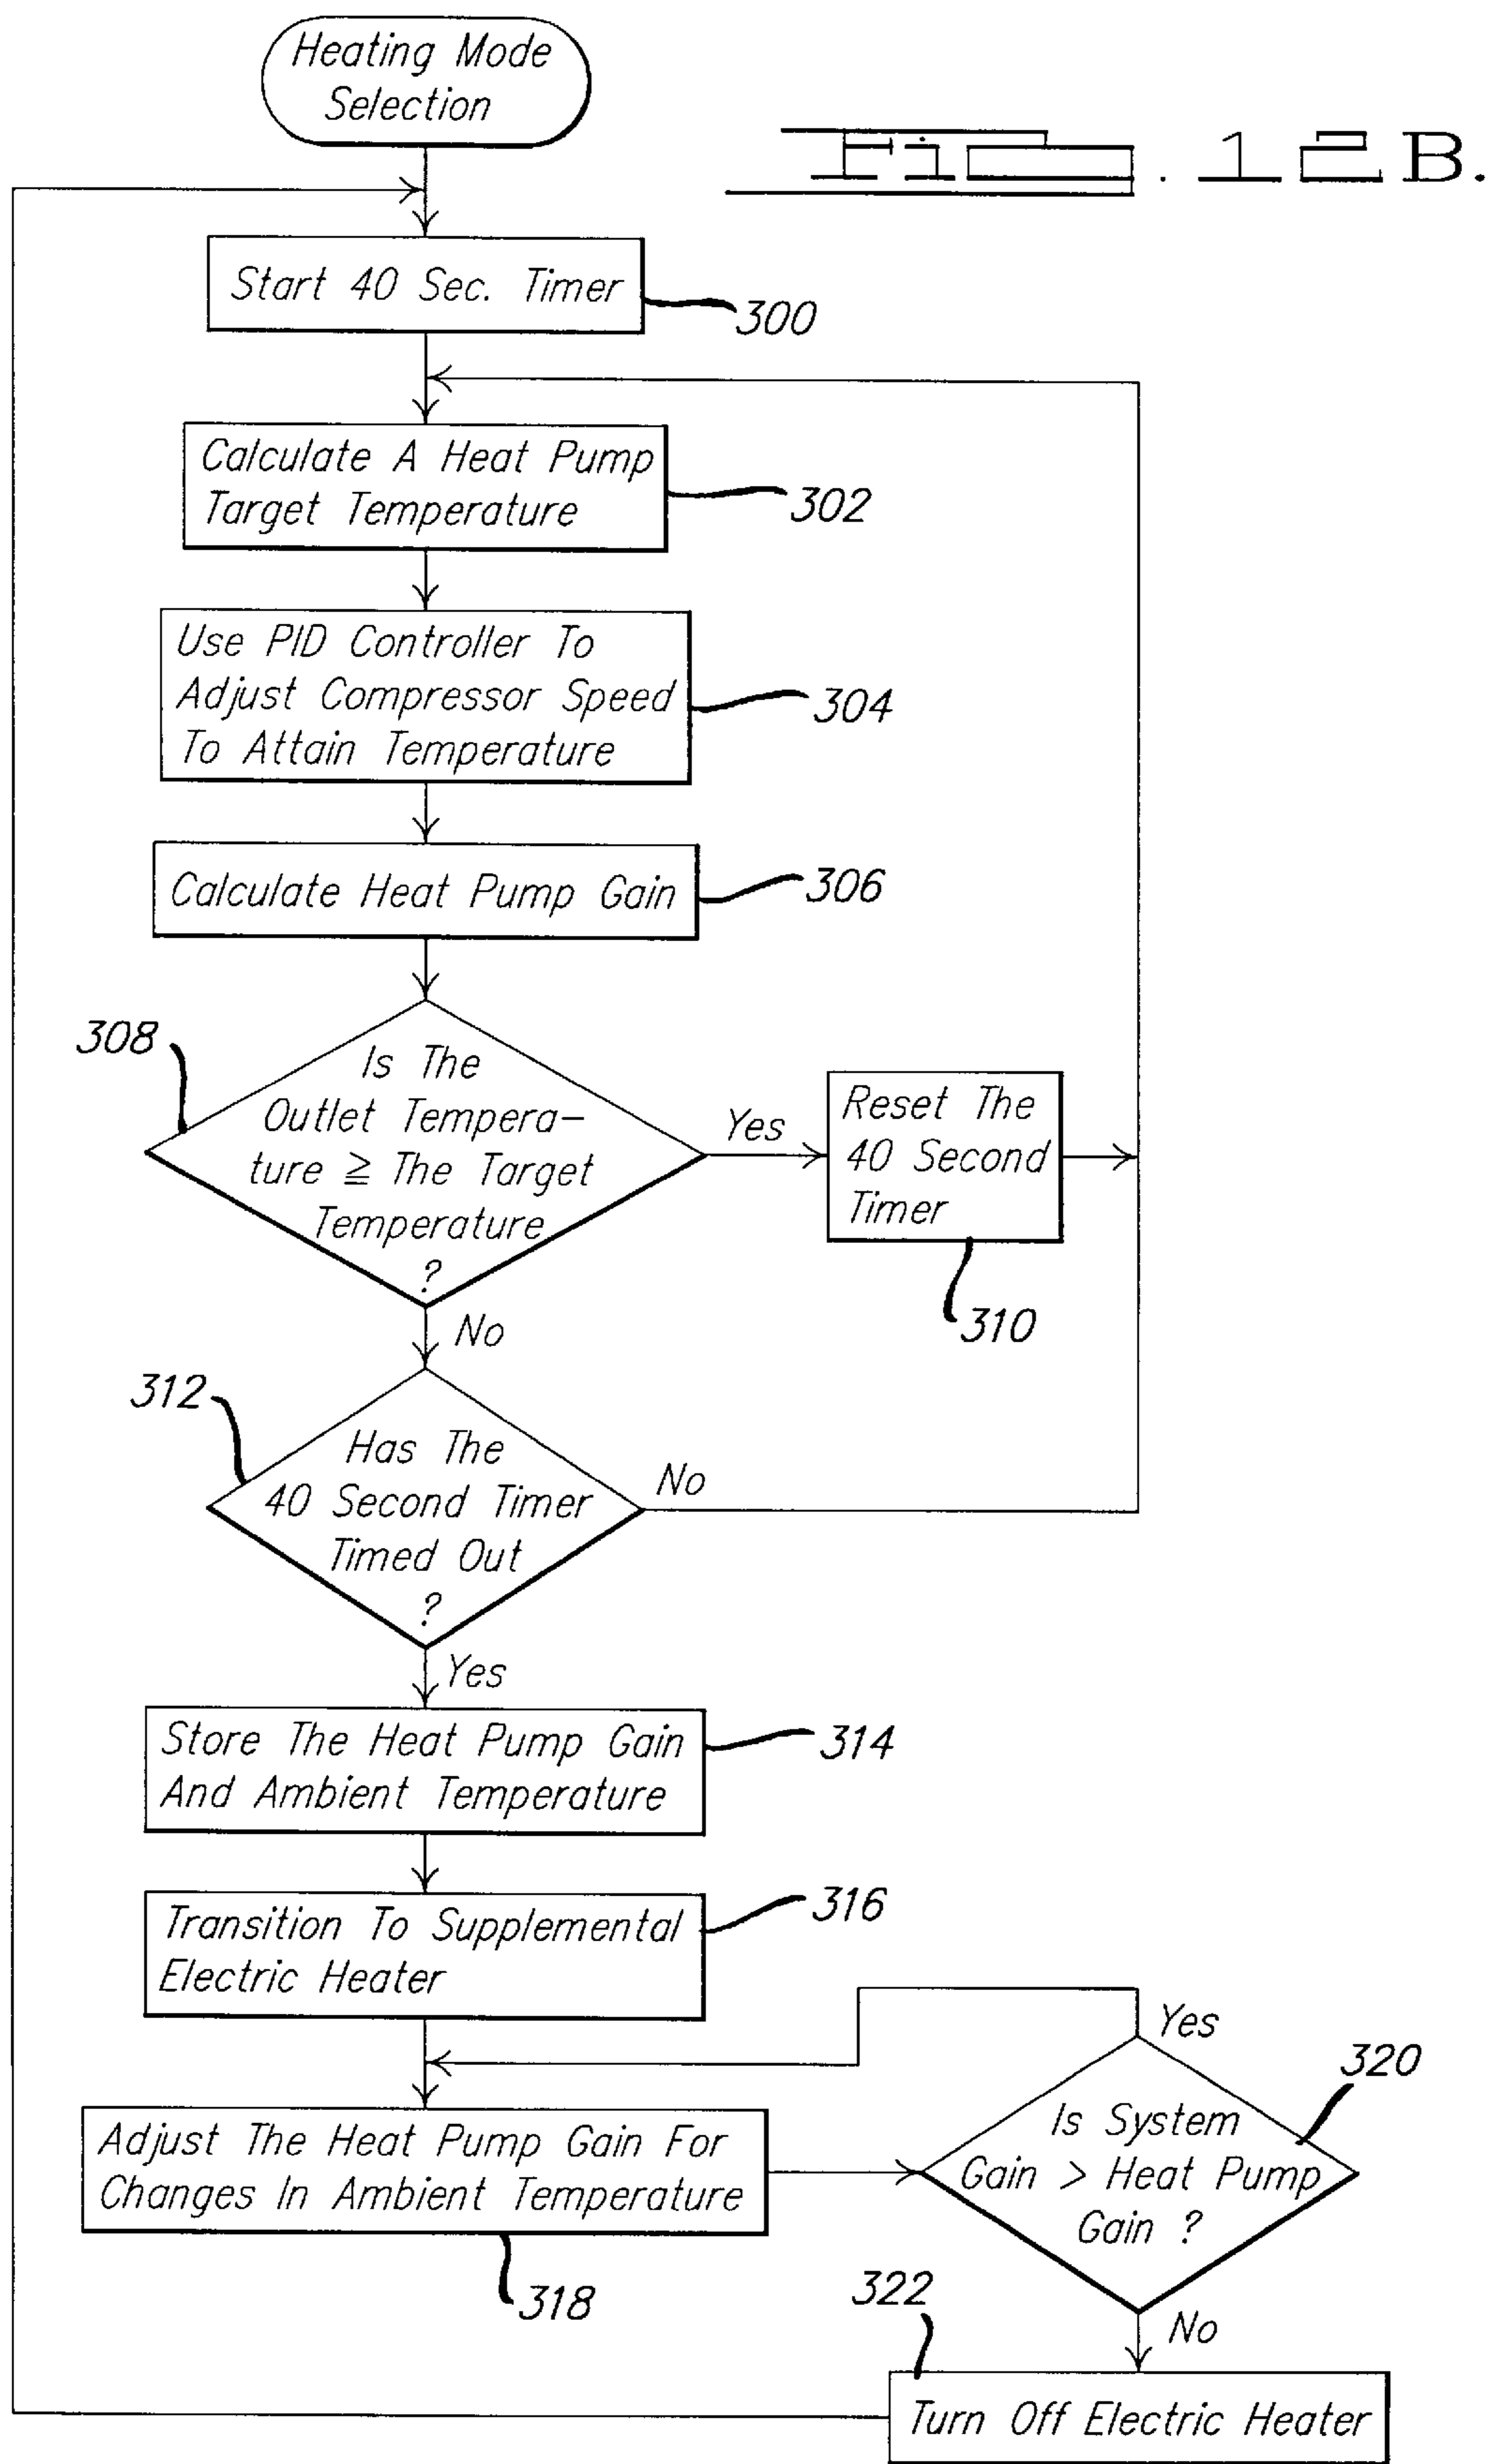 Heating Mode
Selection
Fig. 12B.
Start 40 Sec. Timer
300
Calculate A Heat Pump
Target Temperature
302
Use PID Controller To
Adjust Compressor Speed
To Attain Temperature
304
Calculate Heat Pump Gain
306
308
Is The
Outlet Tempera-
ture ≧ The Target
Temperature
?
Yes
Reset The
40 Second
Timer
310
No
312
Has The
40 Second Timer
Timed Out
?
No
Yes
Store The Heat Pump Gain
And Ambient Temperature
314
Transition To Supplemental
Electric Heater
316
Adjust The Heat Pump Gain For
Changes In Ambient Temperature
318
Yes
320
Is System
Gain > Heat Pump
Gain ?
No
322
Turn Off Electric Heater